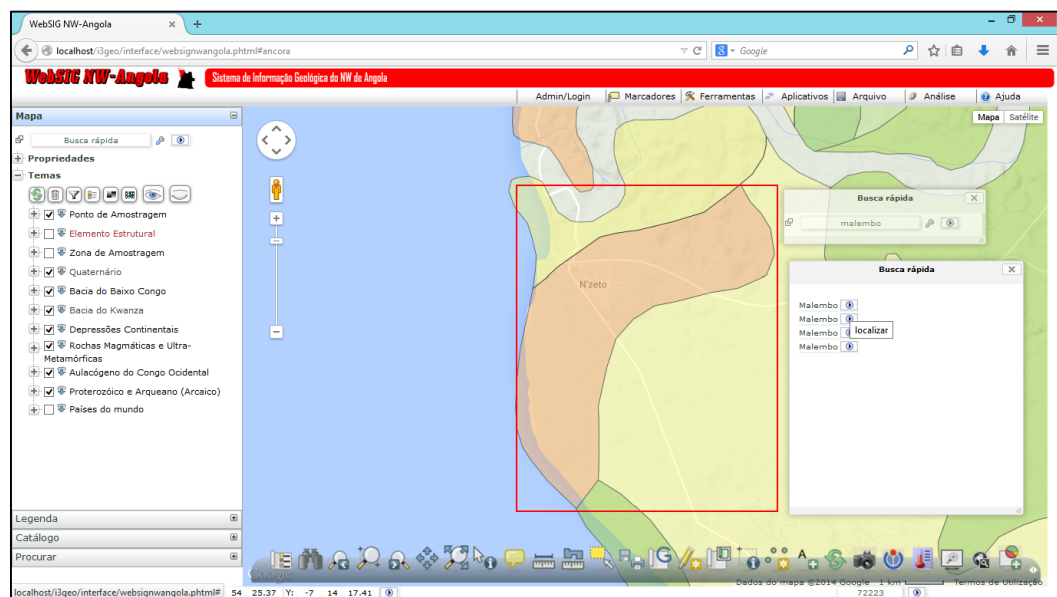 WebSIG NW-Angola
localhost/i3geo/interface/websignwangola.phtml#ancora
Google
WebSIG NW-Angola
Sistema de Informação Geológica do NW de Angola
Admin/Login Marcadores Ferramentas Aplicativos Arquivo Análise Ajuda
Mapa
Busca rápida
Propriedades
Temas
Ponto de Amostragem
Elemento Estrutural
Zona de Amostragem
Quaternário
Bacia do Baixo Congo
Bacia do Kwanza
Depressões Continentais
Rochas Magmáticas e Ultra-
Metamórficas
Aulacógeno do Congo Ocidental
Proterozóico e Arqueano (Arcaico)
Países do mundo
Legenda
Catálogo
Procurar
Mapa Satélite
N'zeto
Busca rápida
malembo
Busca rápida
Malembo
Malembo
localizar
Malembo
Malembo
Google
Dados do mapa ©2014 Google 1 km Termos de Utilização
localhost/i3geo/interface/websignwangola.phtml# 54 25.37 Y: -7 14 17.41 72223